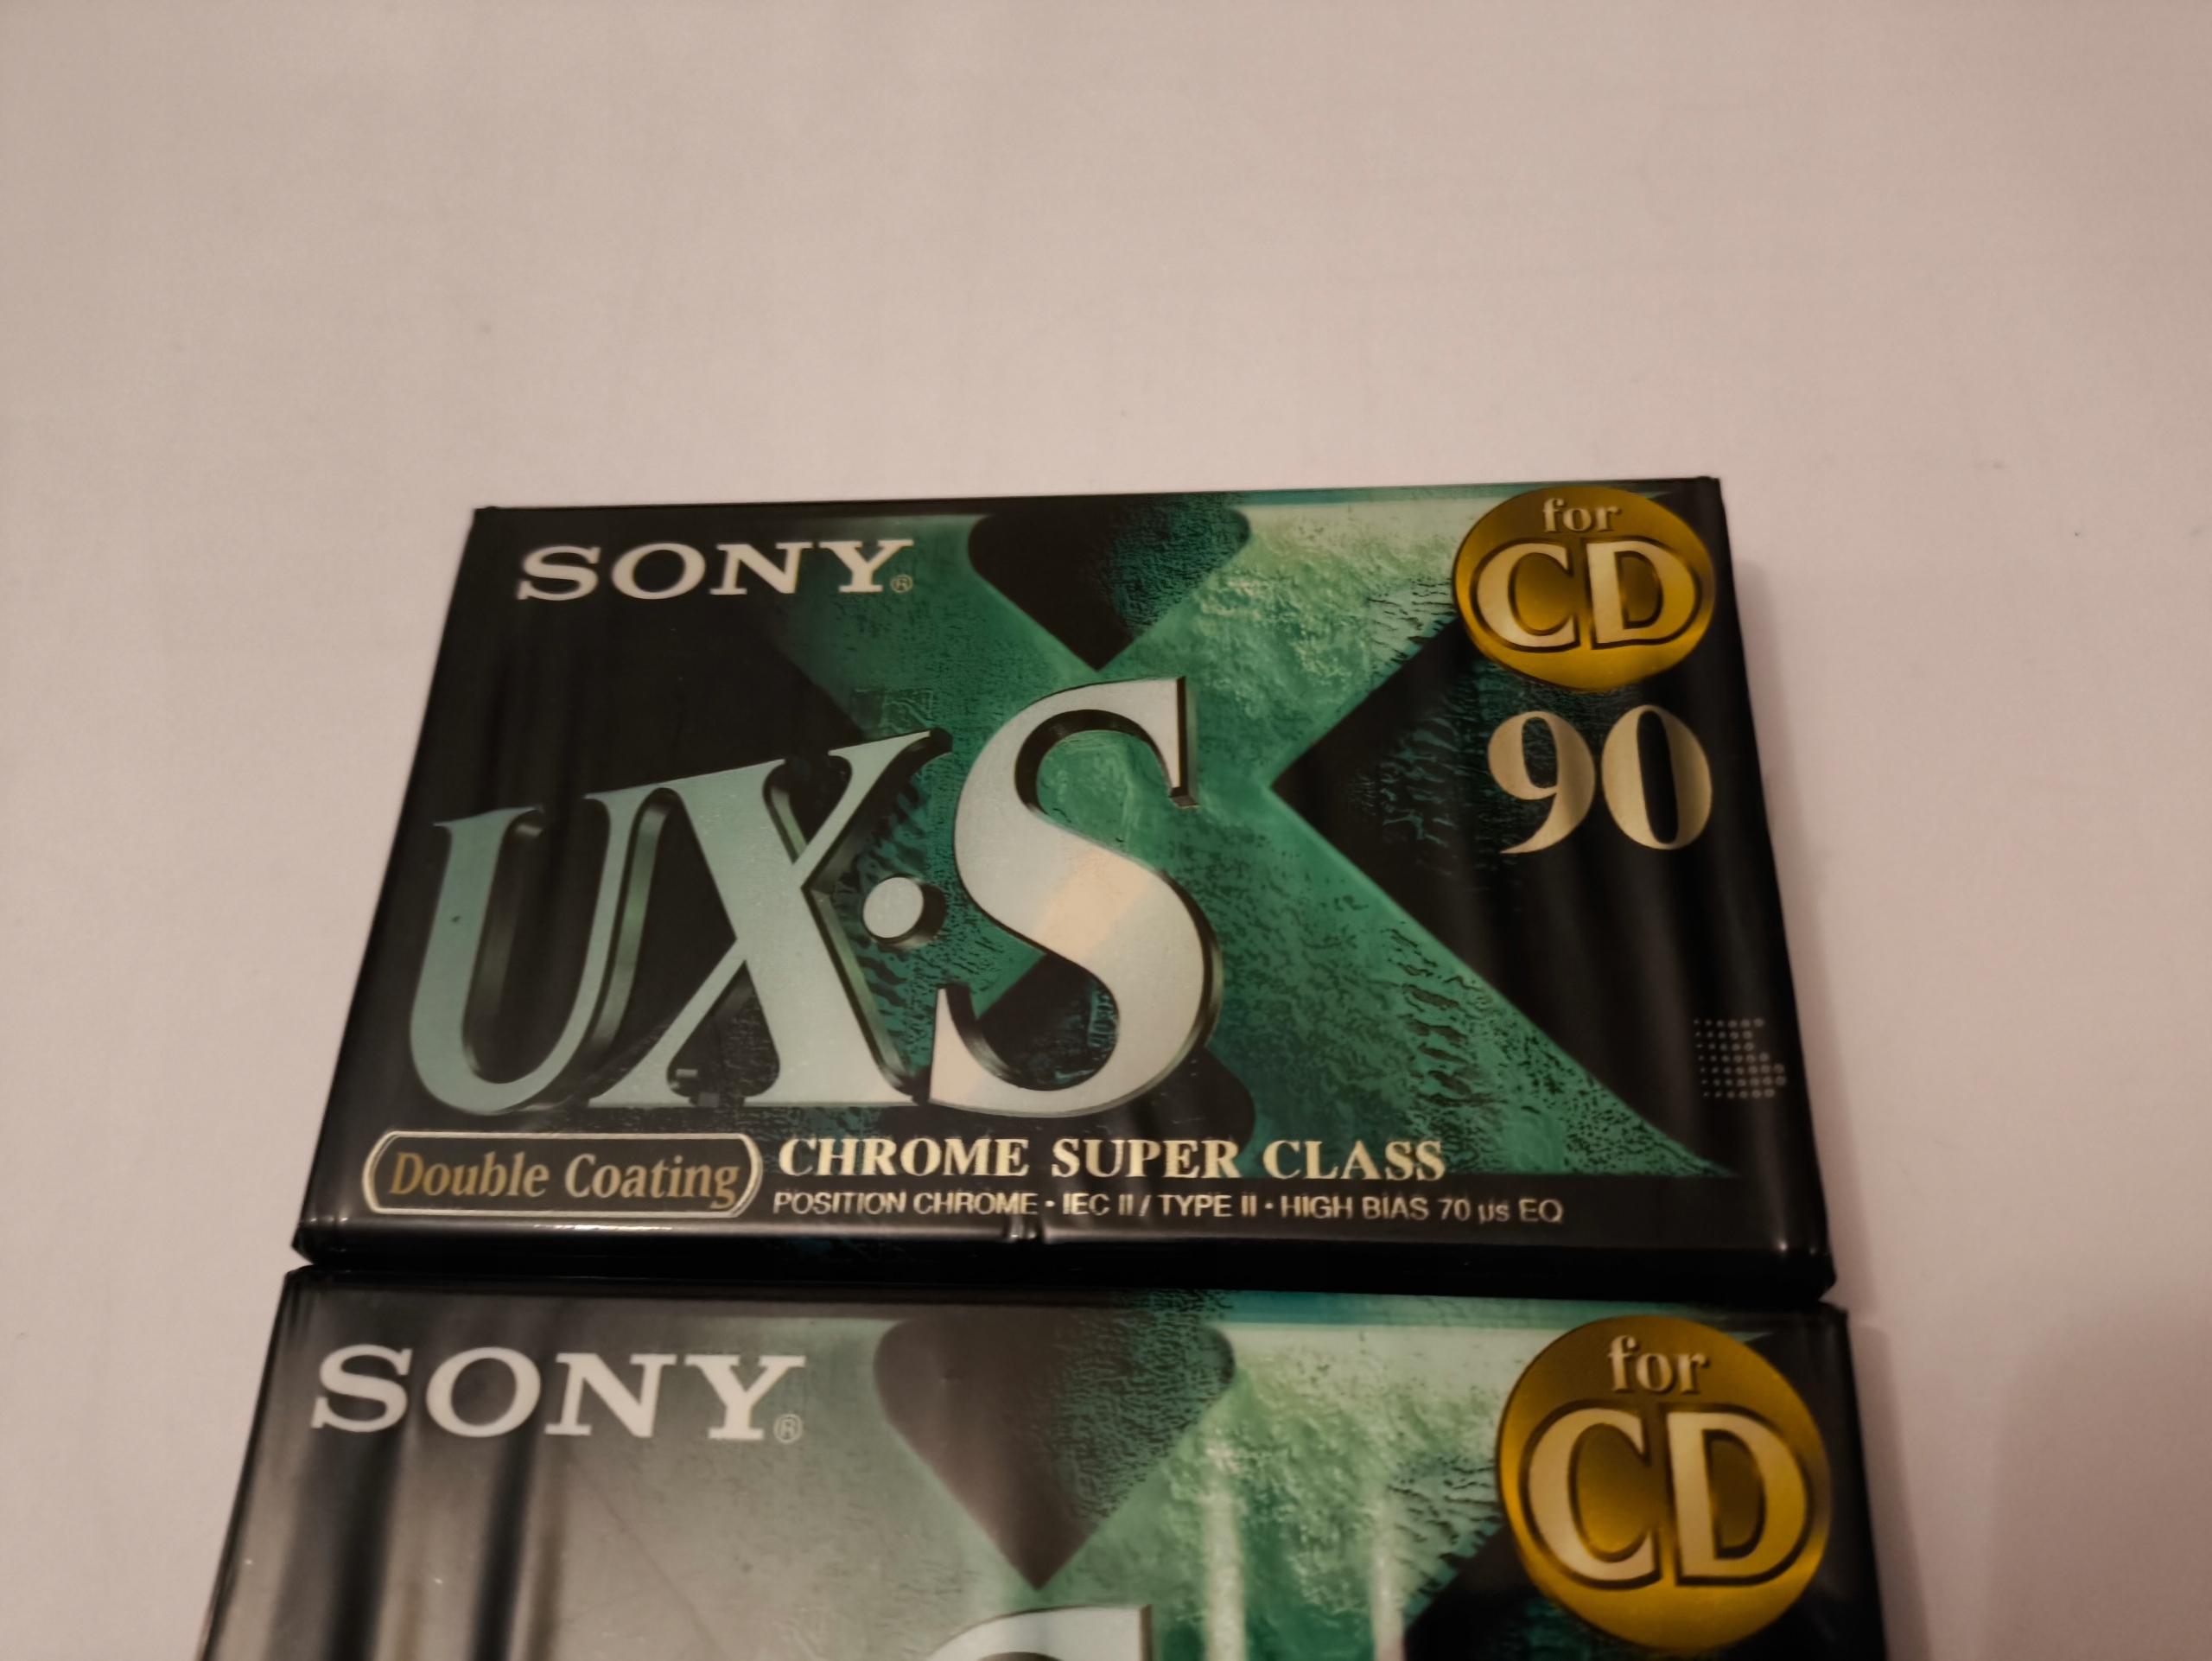 SONY®
for
CD
90
UX·S
Double Coating
CHROME SUPER CLASS
POSITION CHROME · IEC II / TYPE II · HIGH BIAS 70 µs EQ
SONY®
for
CD